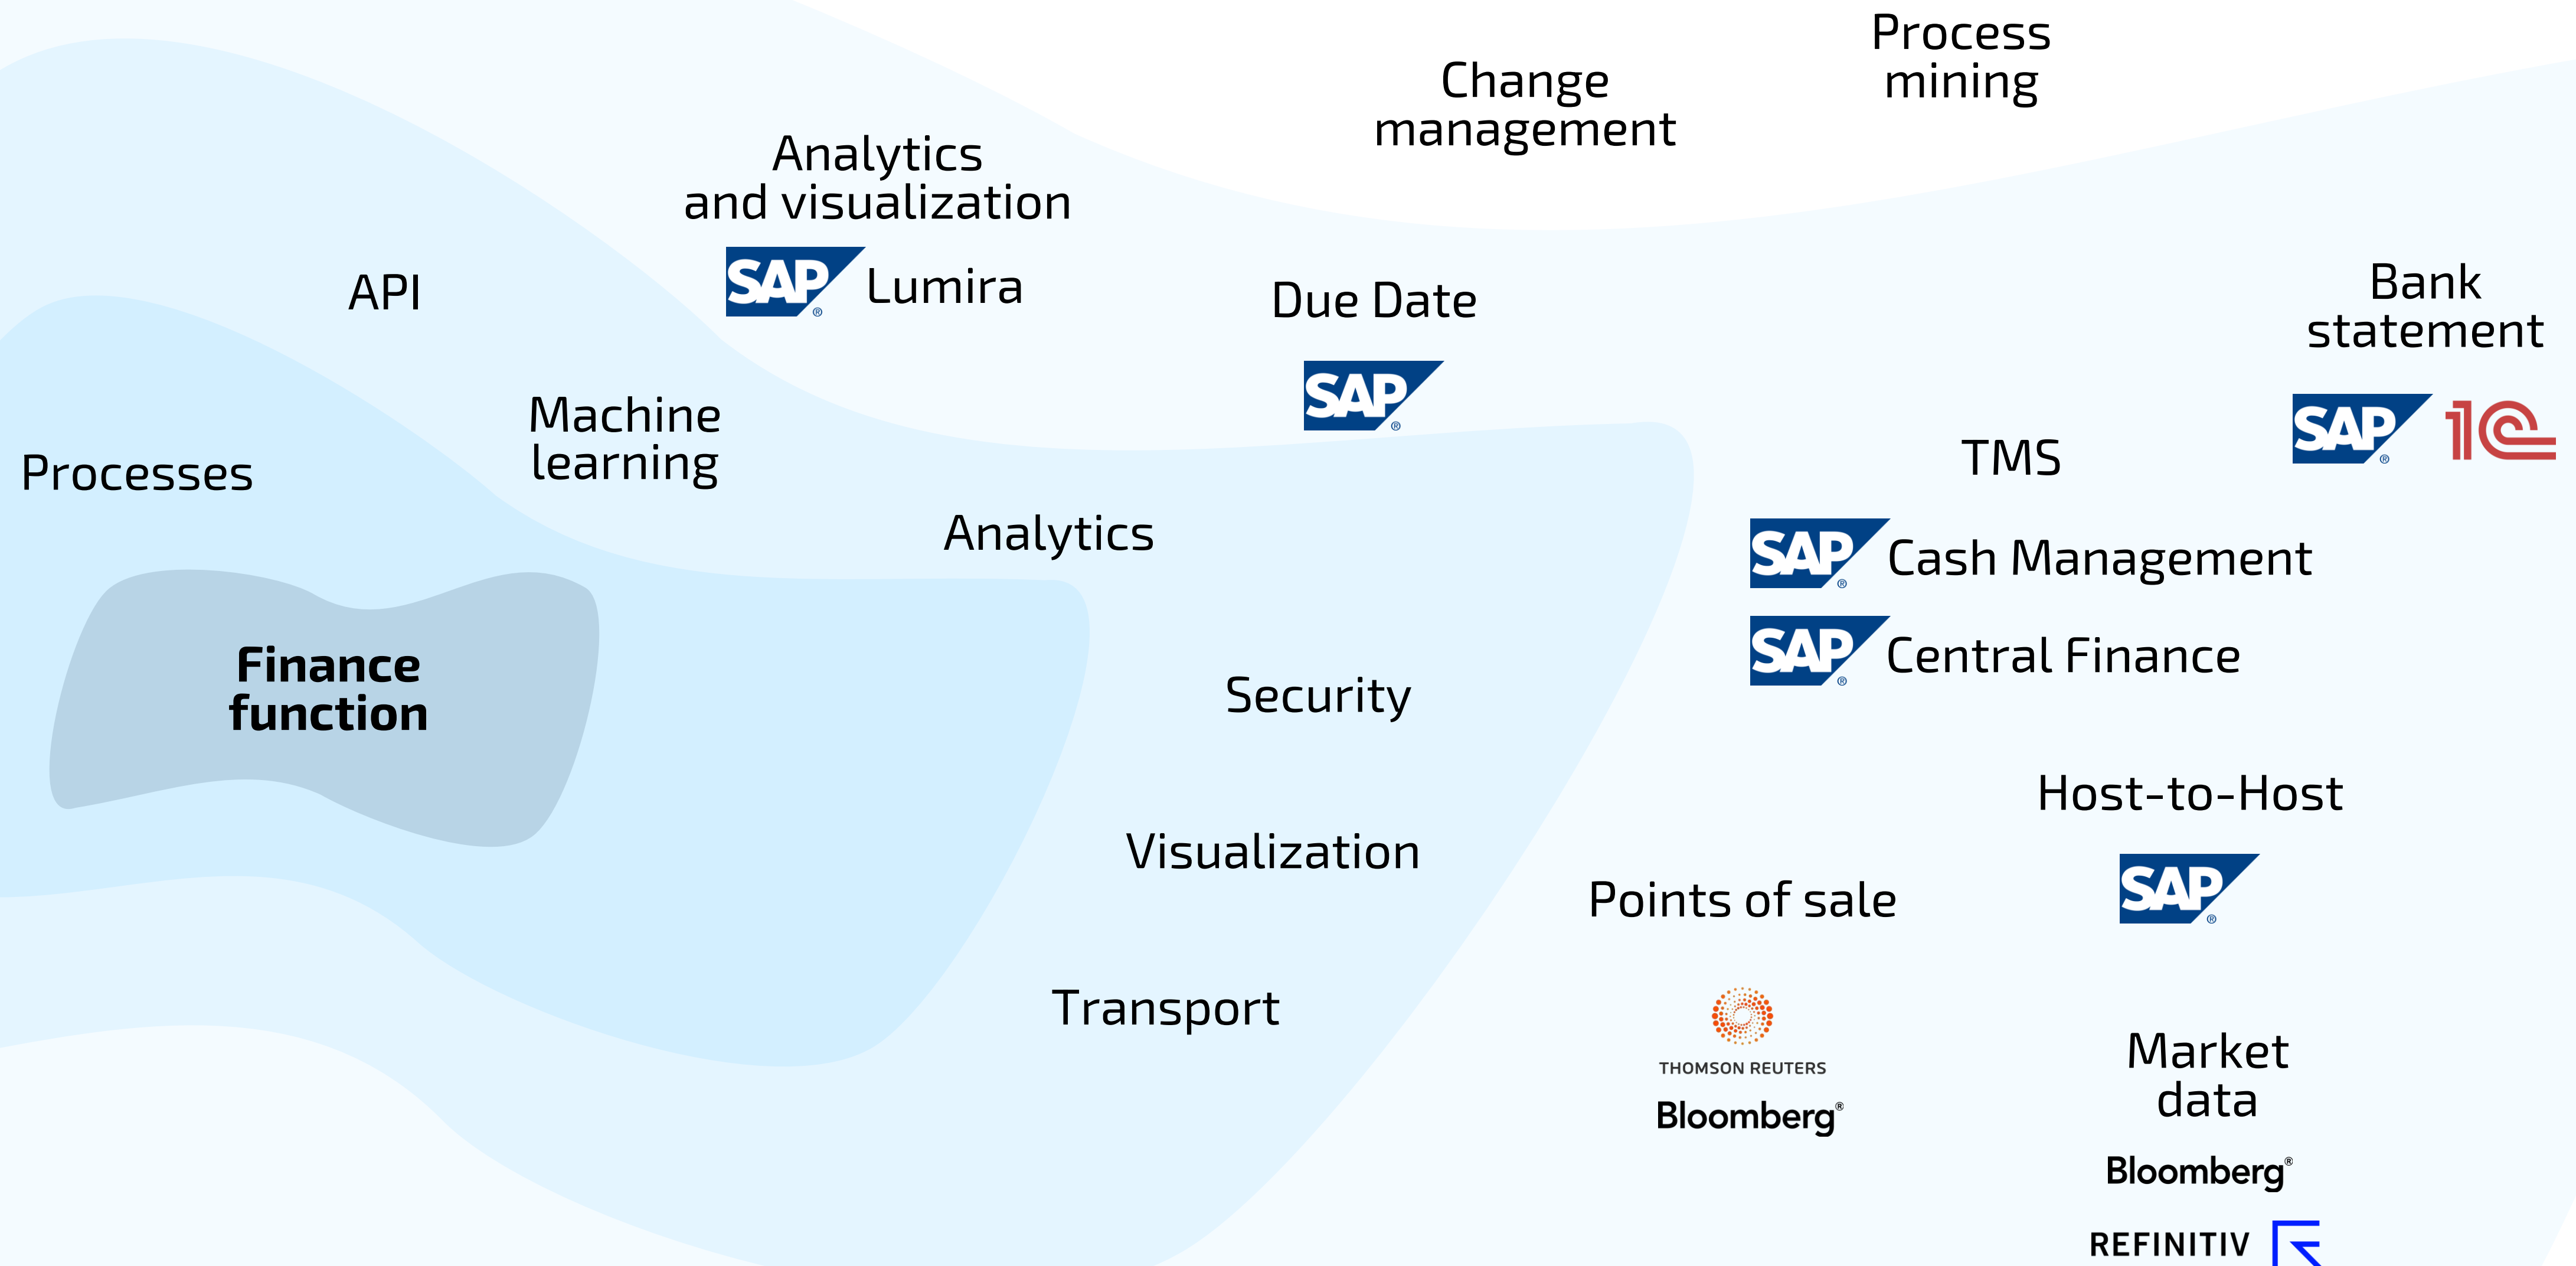 Process
mining
Change
management
Analytics
and visualization
SAP® Lumira
API
Due Date
SAP®
Bank
statement
SAP® 1C
Machine
learning
Processes
TMS
SAP® Cash Management
SAP® Central Finance
Analytics
Finance
function
Security
Host-to-Host
SAP®
Visualization
Points of sale
THOMSON REUTERS
Bloomberg®
Transport
Market
data
Bloomberg®
REFINITIV